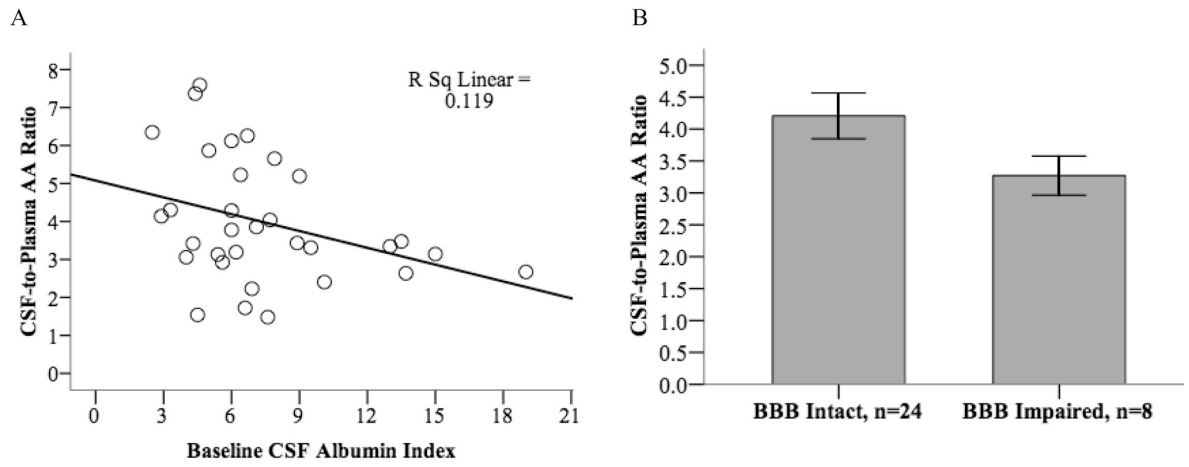 A
CSF-to-Plasma AA Ratio
8
7
6
5
4
3
2
1
0
R Sq Linear =
0.119
0 3 6 9 12 15 18 21
Baseline CSF Albumin Index
B
CSF-to-Plasma AA Ratio
5.0
4.5
4.0
3.5
3.0
2.5
2.0
1.5
1.0
0.5
0.0
BBB Intact, n=24 BBB Impaired, n=8